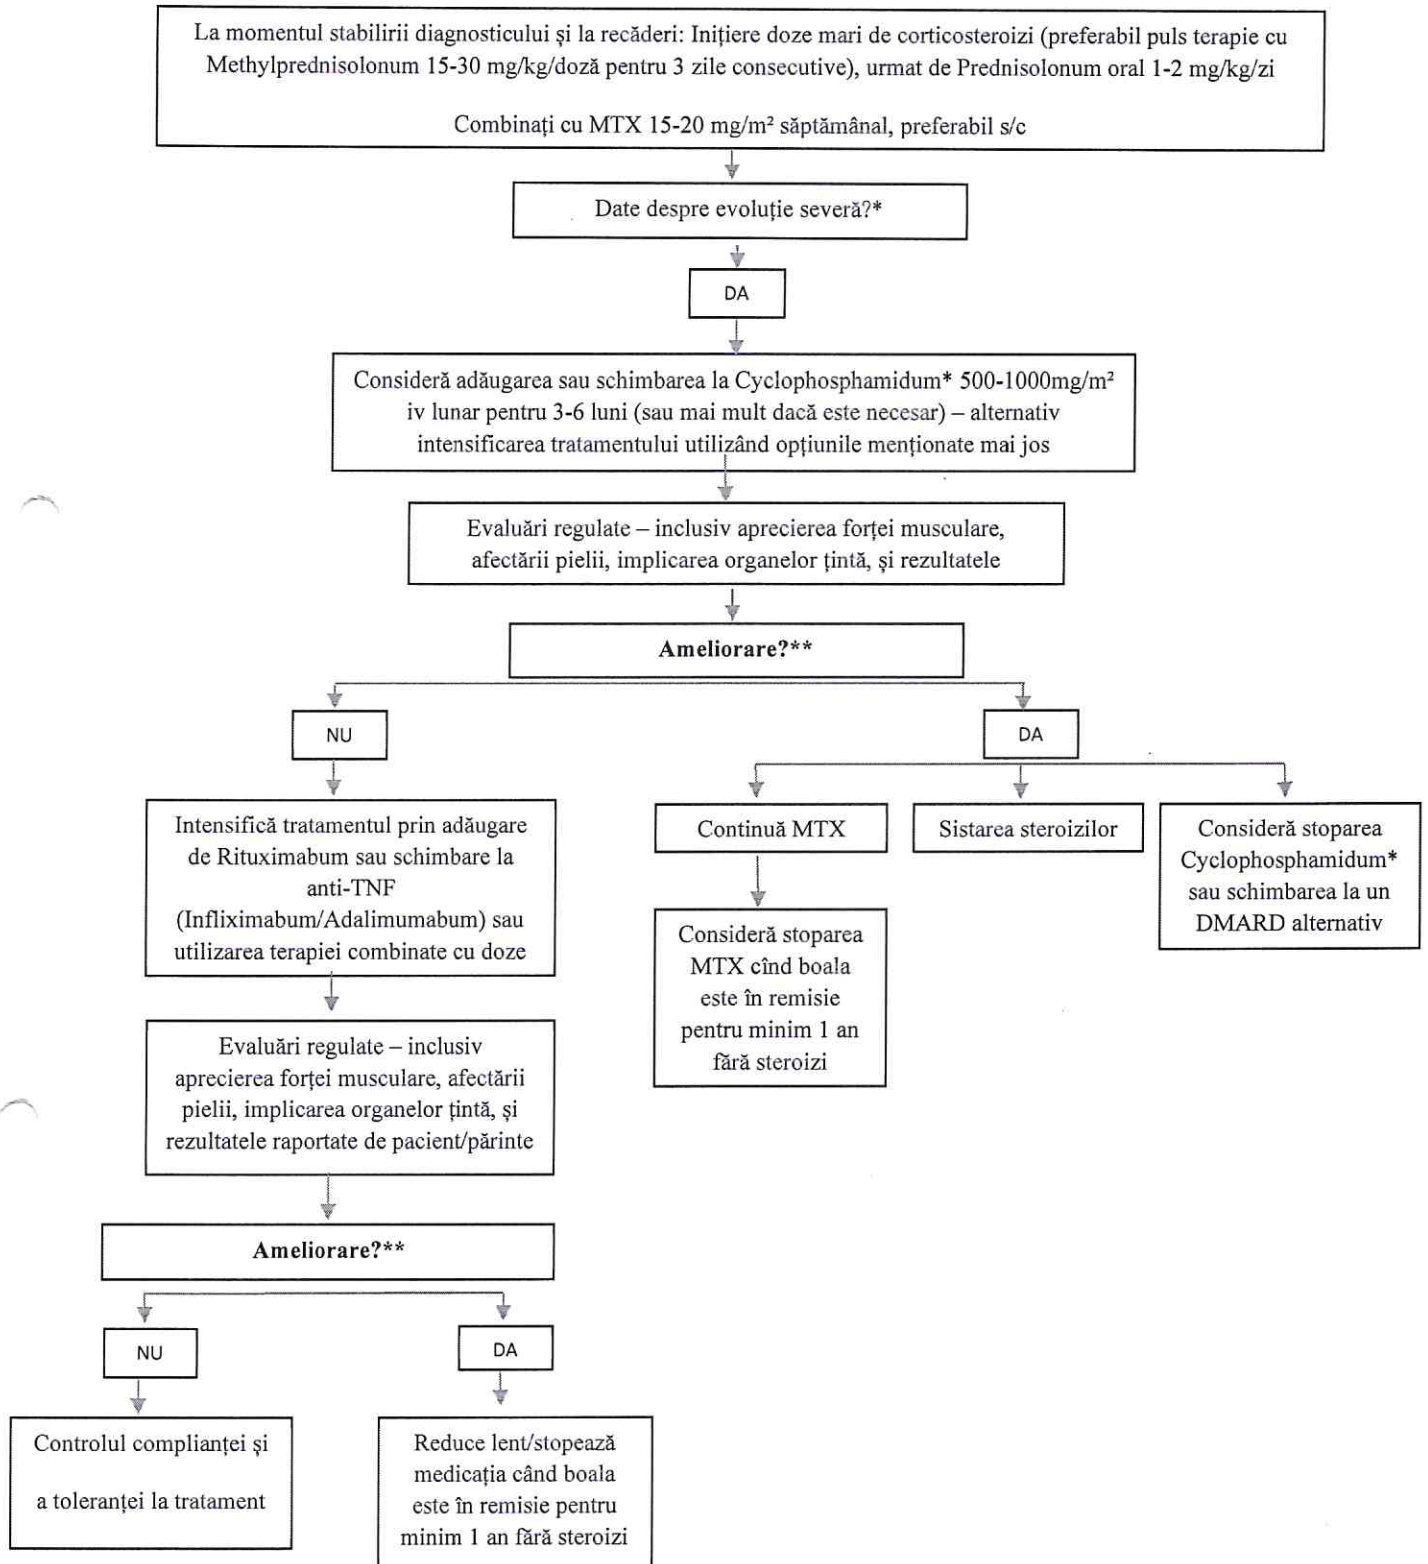 La momentul stabilirii diagnosticului și la recăderi: Inițiere doze mari de corticosteroizi (preferabil puls terapie cu
Methylprednisolonum 15-30 mg/kg/doză pentru 3 zile consecutive), urmat de Prednisolonum oral 1-2 mg/kg/zi
Combinați cu MTX 15-20 mg/m² săptămânal, preferabil s/c
Date despre evoluție severă?*
DA
Consideră adăugarea sau schimbarea la Cyclophosphamidum* 500-1000mg/m²
iv lunar pentru 3-6 luni (sau mai mult dacă este necesar) – alternativ
intensificarea tratamentului utilizând opțiunile menționate mai jos
Evaluări regulate – inclusiv aprecierea forței musculare,
afectării pielii, implicarea organelor țintă, și rezultatele
Ameliorare?**
NU
DA
Intensifică tratamentul prin adăugare
de Rituximabum sau schimbare la
anti-TNF
(Infliximabum/Adalimumabum) sau
utilizarea terapiei combinate cu doze
Continuă MTX
Sistarea steroizilor
Consideră stoparea
Cyclophosphamidum*
sau schimbarea la un
DMARD alternativ
Consideră stoparea
MTX cînd boala
este în remisie
pentru minim 1 an
fără steroizi
Evaluări regulate – inclusiv
aprecierea forței musculare, afectării
pielii, implicarea organelor țintă, și
rezultatele raportate de pacient/părinte
Ameliorare?**
NU
DA
Controlul complianței și
a toleranței la tratament
Reduce lent/stopează
medicația când boala
este în remisie pentru
minim 1 an fără steroizi